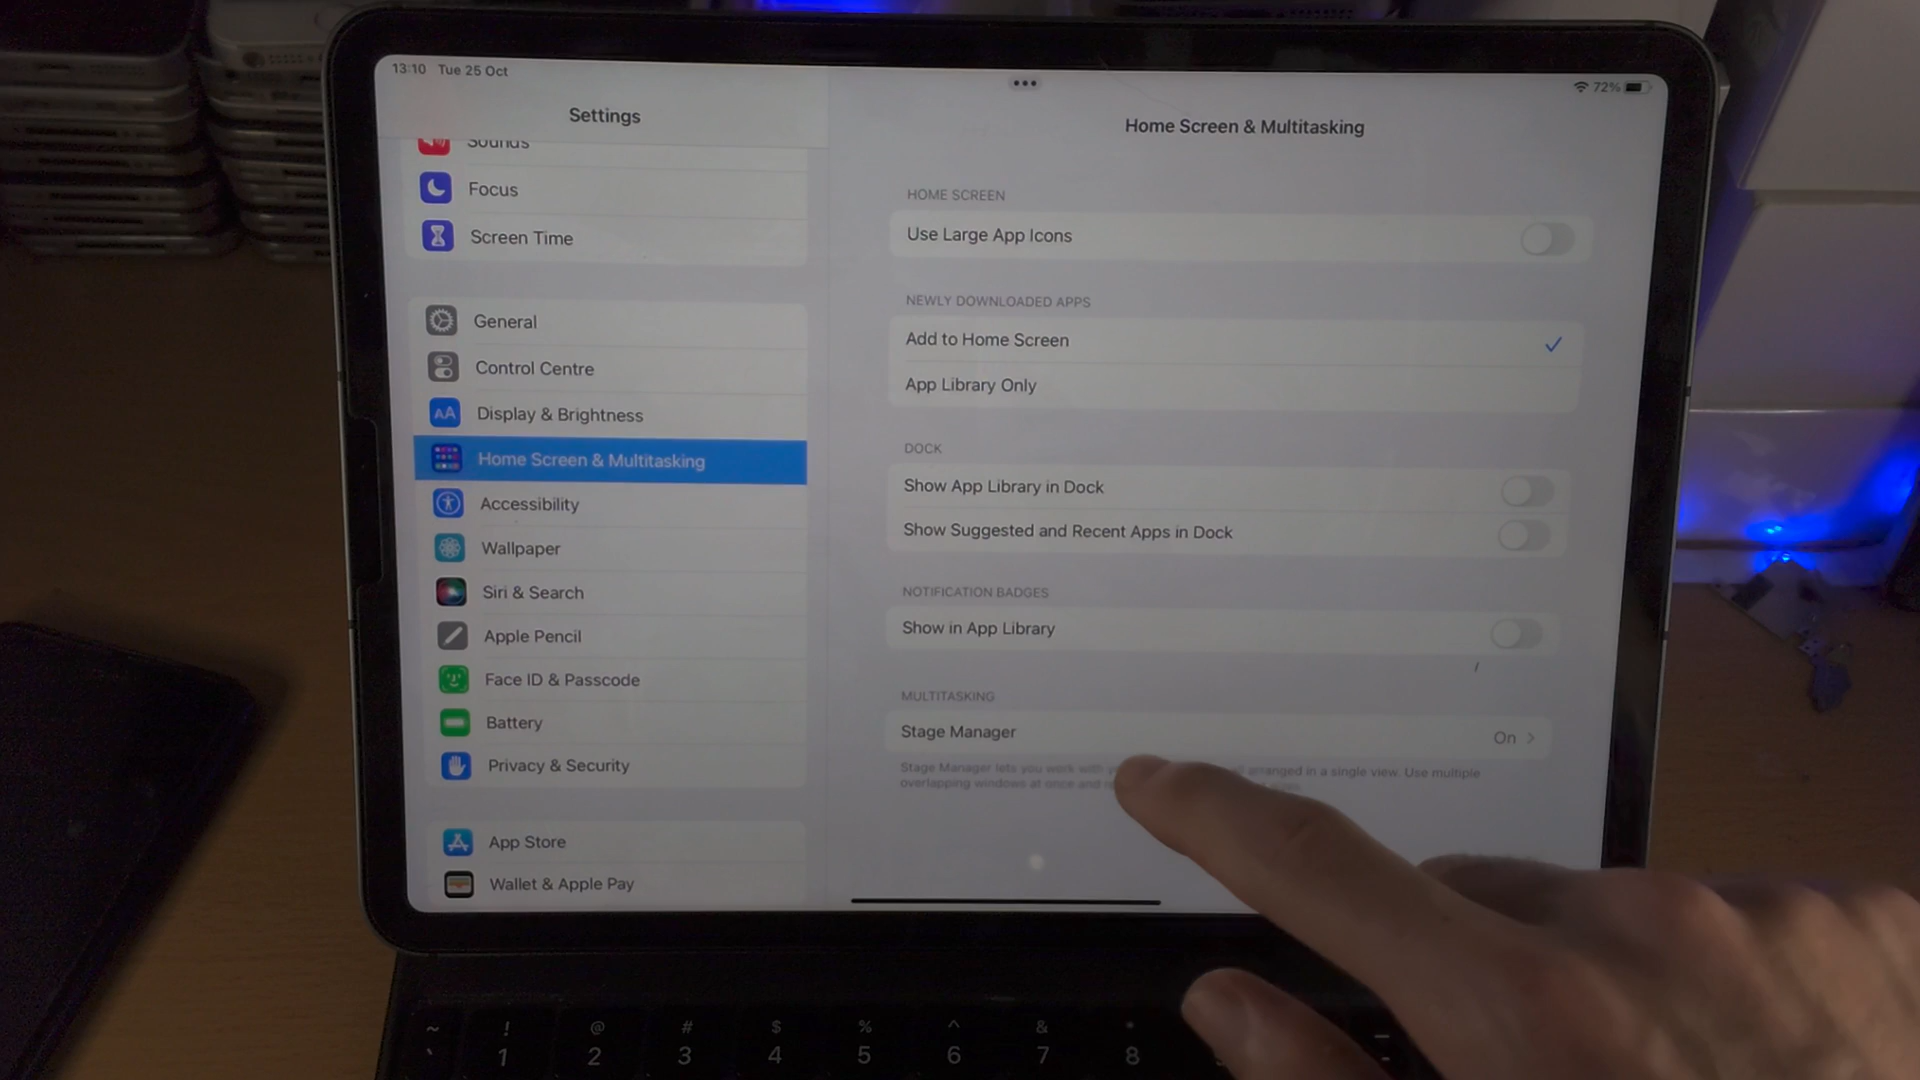 13:10 Tue 25 Oct
72%
Settings
Sounds
Focus
Screen Time
General
Control Centre
Display & Brightness
Home Screen & Multitasking
Accessibility
Wallpaper
Siri & Search
Apple Pencil
Face ID & Passcode
Battery
Privacy & Security
App Store
Wallet & Apple Pay
Home Screen & Multitasking
HOME SCREEN
Use Large App Icons
NEWLY DOWNLOADED APPS
Add to Home Screen
App Library Only
DOCK
Show App Library in Dock
Show Suggested and Recent Apps in Dock
NOTIFICATION BADGES
Show in App Library
MULTITASKING
Stage Manager On
Stage Manager lets you work with arranged in a single view. Use multiple
overlapping windows at once and
~ ! @ # $ % ^ & *
` 1 2 3 4 5 6 7 8